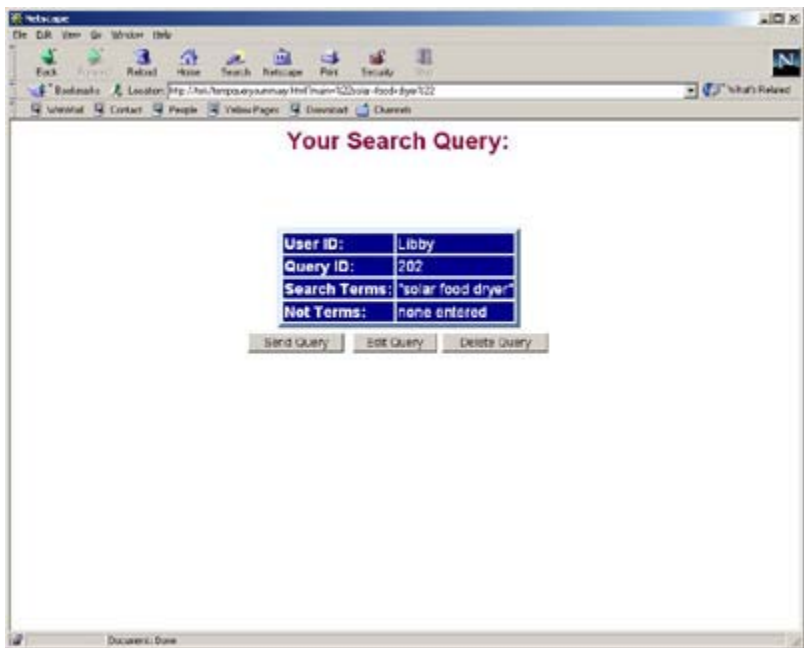 Netscape
File Edit View Go Window Help
Back Reload Home Search Netscape Print Security
Bookmarks Location:
What's Related
WebMail Contact People Yellow Pages Download Channels
Your Search Query:
User ID: Libby
Query ID: 202
Search Terms: "solar food dryer"
Not Terms: none entered
Send Query Edit Query Delete Query
Document: Done